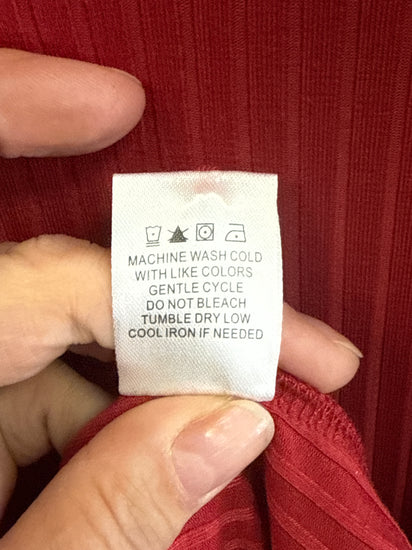 MACHINE WASH COLD
WITH LIKE COLORS
GENTLE CYCLE
DO NOT BLEACH
TUMBLE DRY LOW
COOL IRON IF NEEDED